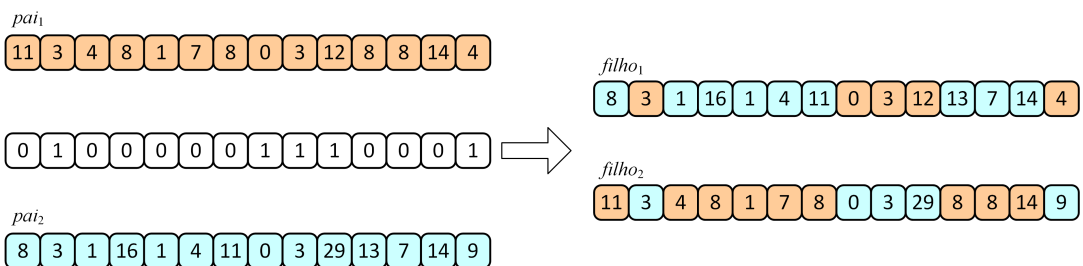 pai1
11 3 4 8 1 7 8 0 3 12 8 8 14 4
0 1 0 0 0 0 0 1 1 1 0 0 0 1
pai2
8 3 1 16 1 4 11 0 3 29 13 7 14 9
filho1
8 3 1 16 1 4 11 0 3 12 13 7 14 4
filho2
11 3 4 8 1 7 8 0 3 29 8 8 14 9